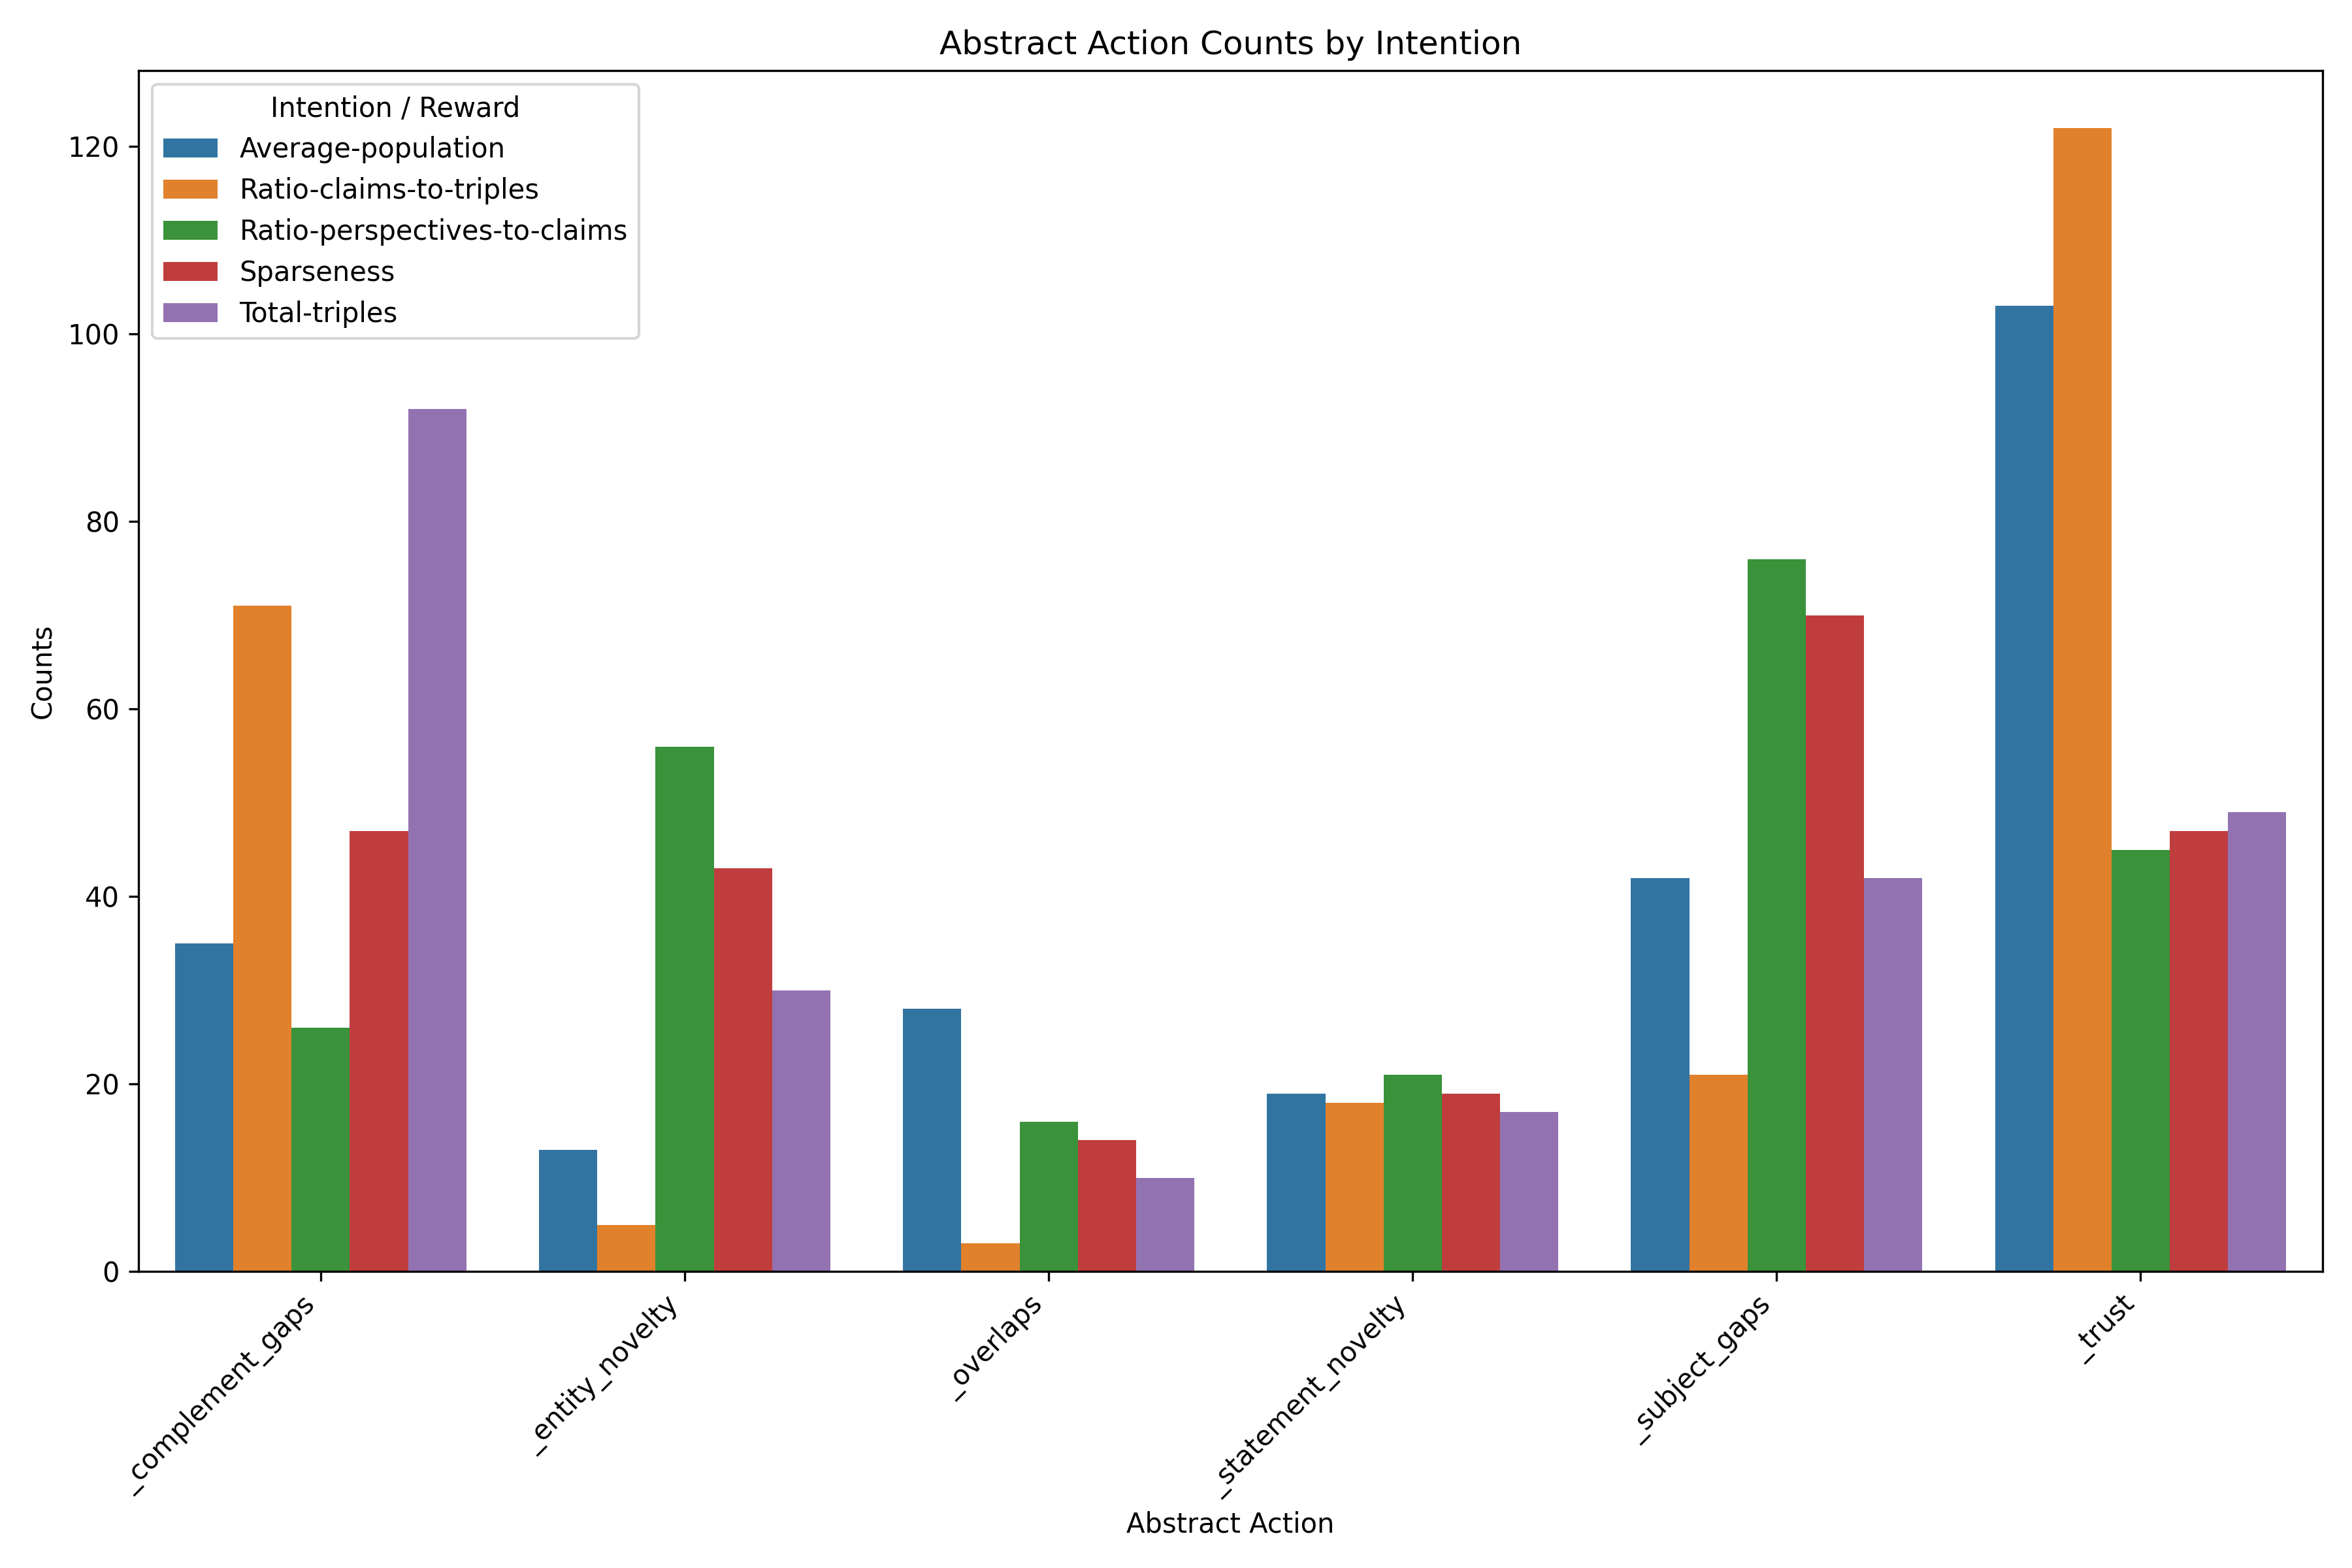 Abstract Action Counts by Intention
Intention / Reward
Average-population
Ratio-claims-to-triples
Ratio-perspectives-to-claims
Sparseness
Total-triples
Counts
120
100
80
60
40
20
0
_complement_gaps
_entity_novelty
_overlaps
_statement_novelty
_subject_gaps
_trust
Abstract Action